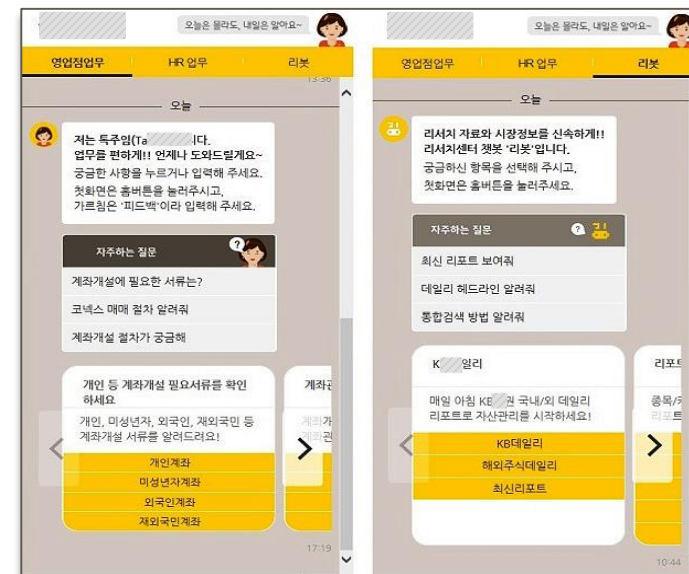 오늘은 몰라도, 내일은 알아요~
영업점업무
HR 업무
리봇
13:36
오늘
저는 톡주임(Ta
다.
업무를 편하게!! 언제나 도와드릴게요~
궁금한 사항을 누르거나 입력해 주세요.
첫화면은 홈버튼을 눌러주시고,
가르침은 '피드백'이라 입력해 주세요.
자주하는 질문
?
계좌개설에 필요한 서류는?
코넥스 매매 절차 알려줘
계좌개설 절차가 궁금해
개인 등 계좌개설 필요서류를 확인
하세요
개인, 미성년자, 외국인, 재외국민 등
계좌개설 서류를 알려드려요!
개인계좌
미성년자계좌
외국인계좌
재외국민계좌
17:19
오늘은 몰라도, 내일은 알아요~
영업점업무
HR 업무
리봇
오늘
리서치 자료와 시장정보를 신속하게!!
리서치센터 챗봇 '리봇'입니다.
궁금하신 항목을 선택해 주시고,
첫화면은 홈버튼을 눌러주세요.
자주하는 질문
?
최신 리포트 보여줘
데일리 헤드라인 알려줘
통합검색 방법 알려줘
K
일리
매일 아침 KB
권 국내/외 데일리
리포트로 자산관리를 시작하세요!
KB데일리
해외주식데일리
최신리포트
리포트
종목/
리포트
10:44